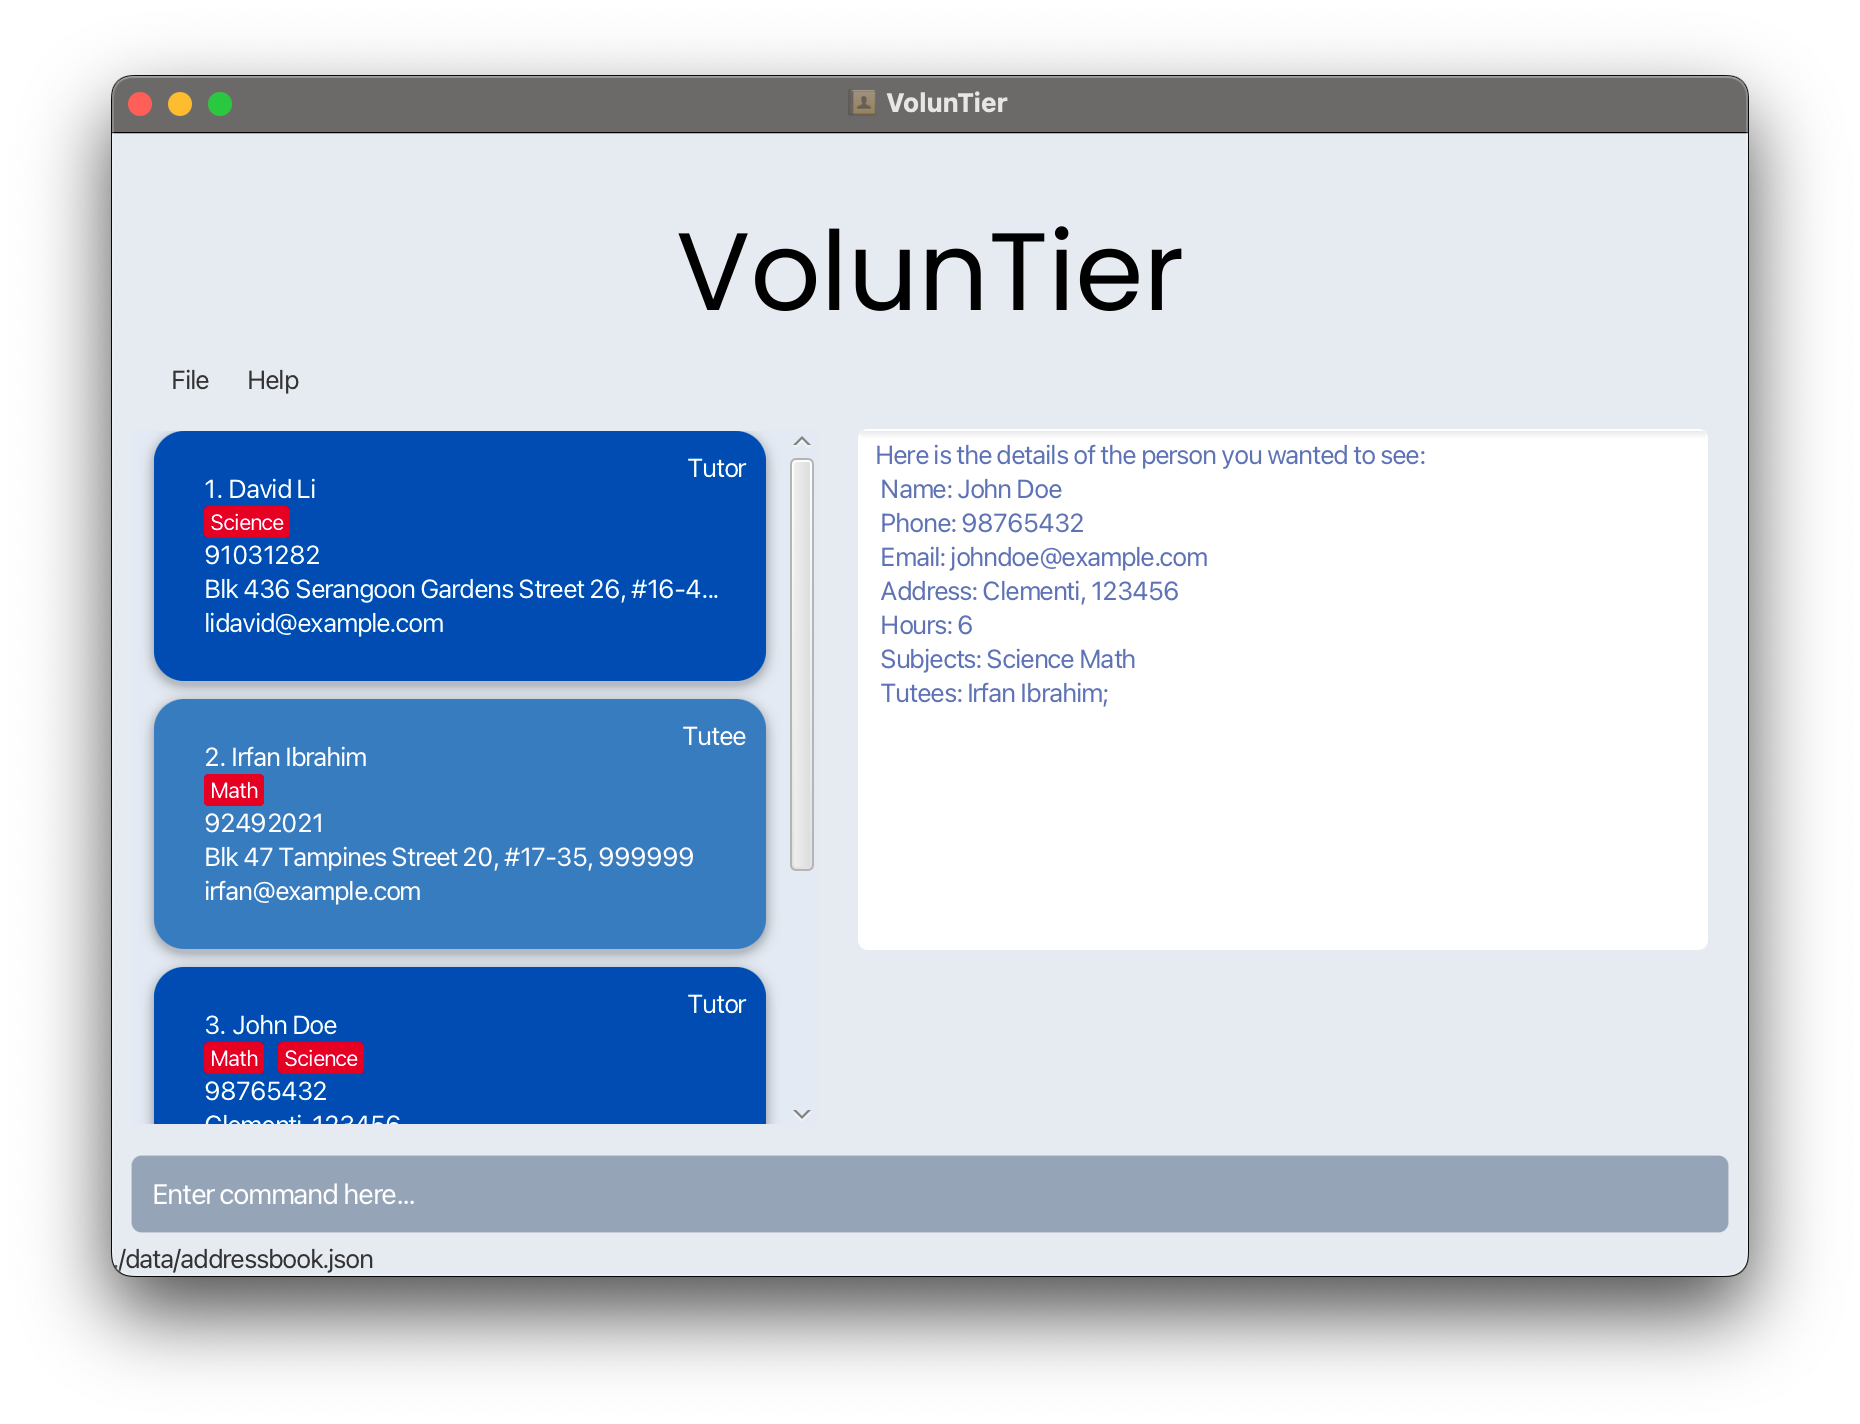 VolunTier
VolunTier
File Help
Tutor
1. David Li
Science
91031282
Blk 436 Serangoon Gardens Street 26, #16-4...
lidavid@example.com
Tutee
2. Irfan Ibrahim
Math
92492021
Blk 47 Tampines Street 20, #17-35, 999999
irfan@example.com
Tutor
3. John Doe
Math Science
98765432
Clementi, 123456
Here is the details of the person you wanted to see:
Name: John Doe
Phone: 98765432
Email: johndoe@example.com
Address: Clementi, 123456
Hours: 6
Subjects: Science Math
Tutees: Irfan Ibrahim;
Enter command here...
./data/addressbook.json